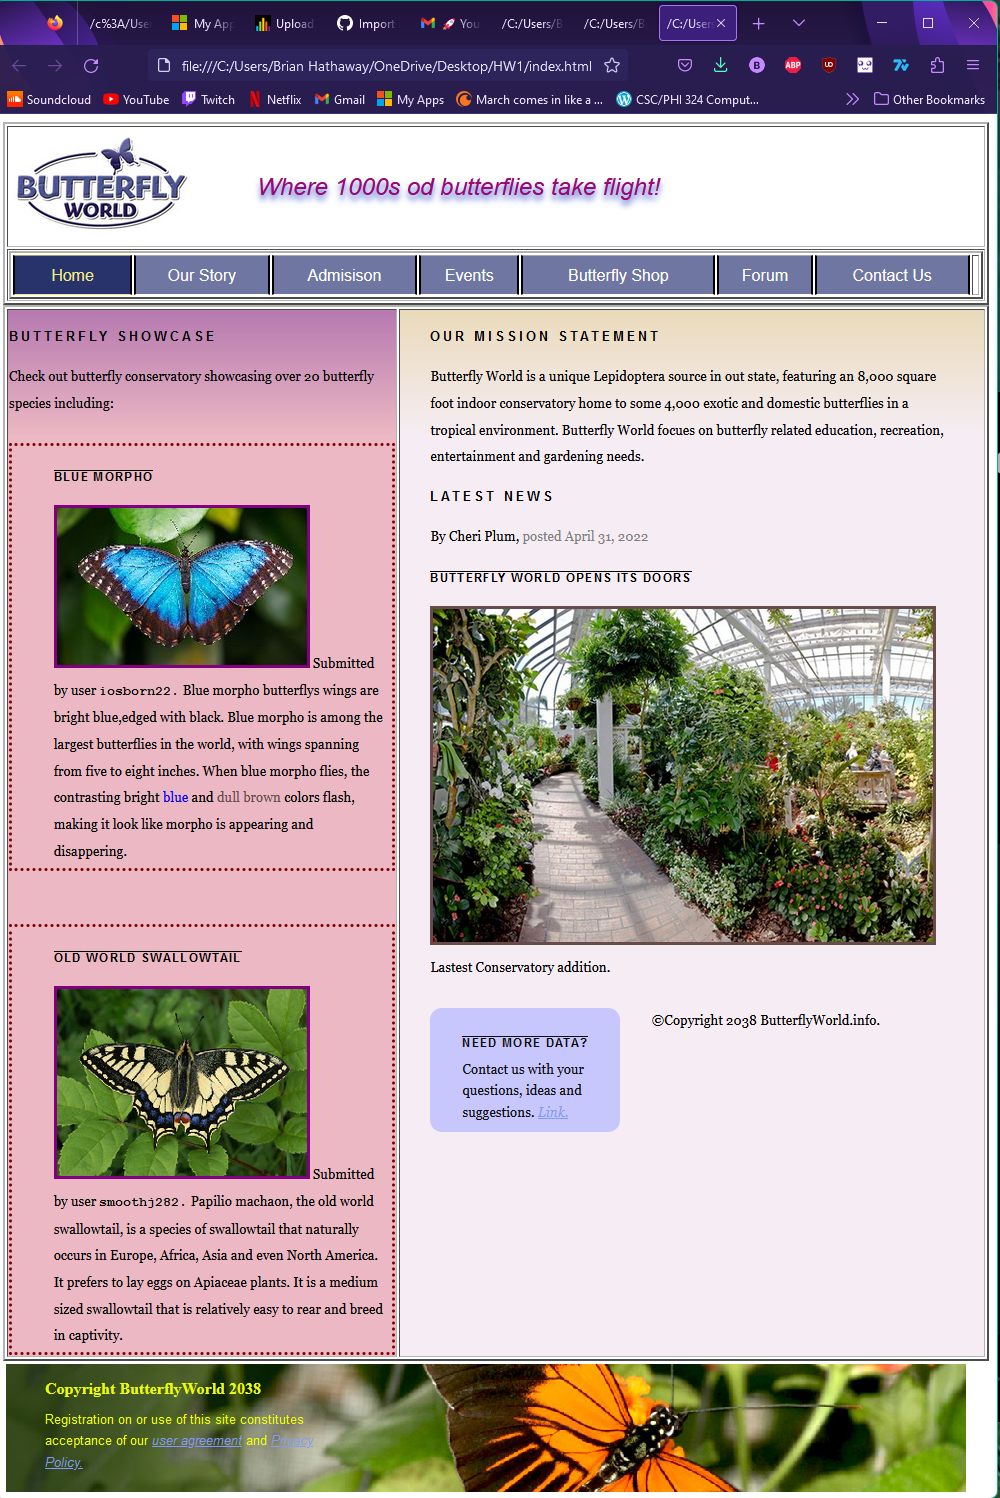 /c%3A/User
My App
Upload
Import
🚀 You
/C:/Users/B
/C:/Users/B
/C:/Users
file:///C:/Users/Brian Hathaway/OneDrive/Desktop/HW1/index.html
Soundcloud YouTube Twitch Netflix Gmail My Apps March comes in like a ... CSC/PHI 324 Comput... Other Bookmarks
BUTTERFLY
WORLD
Where 1000s od butterflies take flight!
Home Our Story Admisison Events Butterfly Shop Forum Contact Us
BUTTERFLY SHOWCASE
Check out butterfly conservatory showcasing over 20 butterfly
species including:
BLUE MORPHO
Submitted
by user iosborn22. Blue morpho butterflys wings are
bright blue,edged with black. Blue morpho is among the
largest butterflies in the world, with wings spanning
from five to eight inches. When blue morpho flies, the
contrasting bright blue and dull brown colors flash,
making it look like morpho is appearing and
disappering.
OLD WORLD SWALLOWTAIL
Submitted
by user smoothj282. Papilio machaon, the old world
swallowtail, is a species of swallowtail that naturally
occurs in Europe, Africa, Asia and even North America.
It prefers to lay eggs on Apiaceae plants. It is a medium
sized swallowtail that is relatively easy to rear and breed
in captivity.
OUR MISSION STATEMENT
Butterfly World is a unique Lepidoptera source in out state, featuring an 8,000 square
foot indoor conservatory home to some 4,000 exotic and domestic butterflies in a
tropical environment. Butterfly World focues on butterfly related education, recreation,
entertainment and gardening needs.
LATEST NEWS
By Cheri Plum, posted April 31, 2022
BUTTERFLY WORLD OPENS ITS DOORS
Lastest Conservatory addition.
NEED MORE DATA?
Contact us with your
questions, ideas and
suggestions. Link.
©Copyright 2038 ButterflyWorld.info.
Copyright ButterflyWorld 2038
Registration on or use of this site constitutes
acceptance of our user agreement and Privacy
Policy.